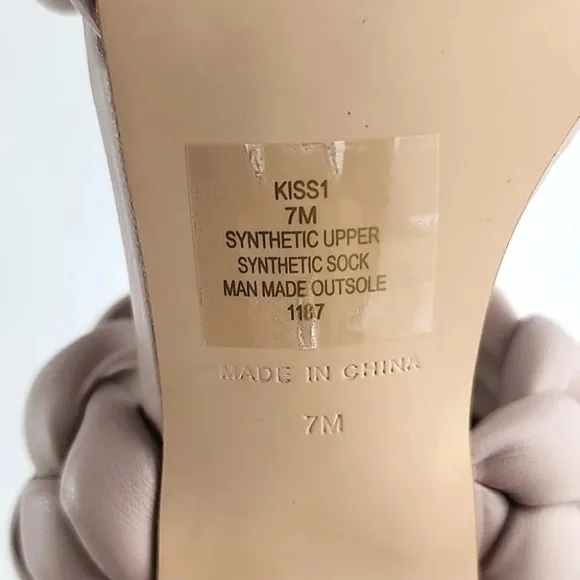 KISS1
7M
SYNTHETIC UPPER
SYNTHETIC SOCK
MAN MADE OUTSOLE
1187
MADE IN CHINA
7M